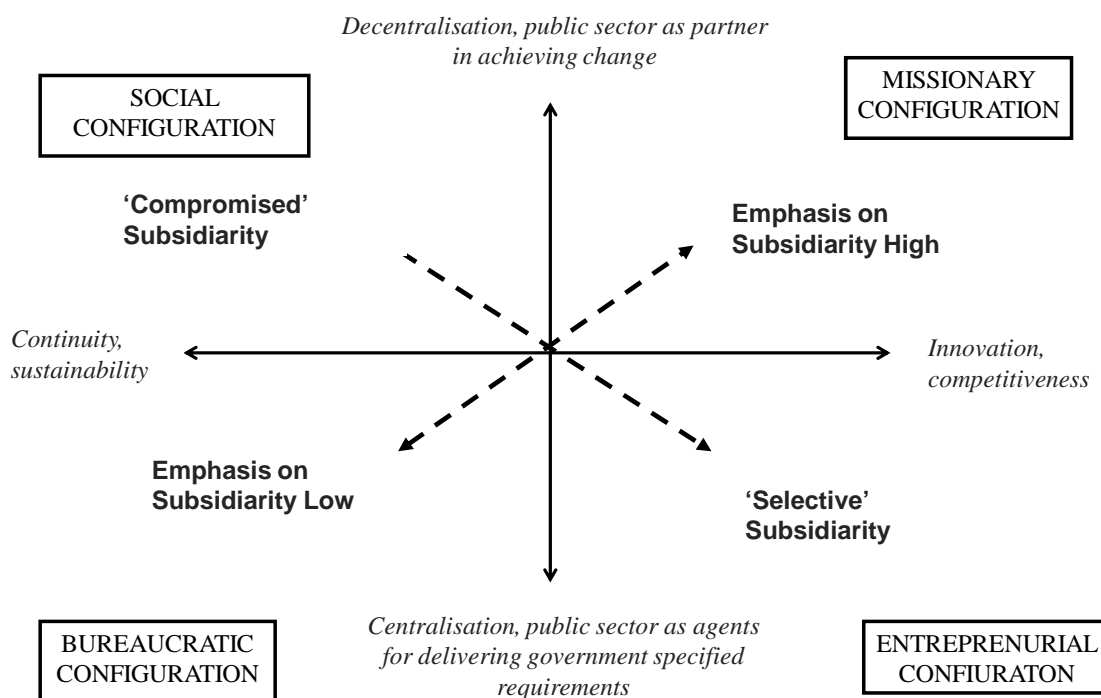 Decentralisation, public sector as partner
in achieving change
SOCIAL
CONFIGURATION
MISSIONARY
CONFIGURATION
‘Compromised’
Subsidiarity
Emphasis on
Subsidiarity High
Continuity,
sustainability
Innovation,
competitiveness
Emphasis on
Subsidiarity Low
‘Selective’
Subsidiarity
BUREAUCRATIC
CONFIGURATION
Centralisation, public sector as agents
for delivering government specified
requirements
ENTREPRENURIAL
CONFIURATON